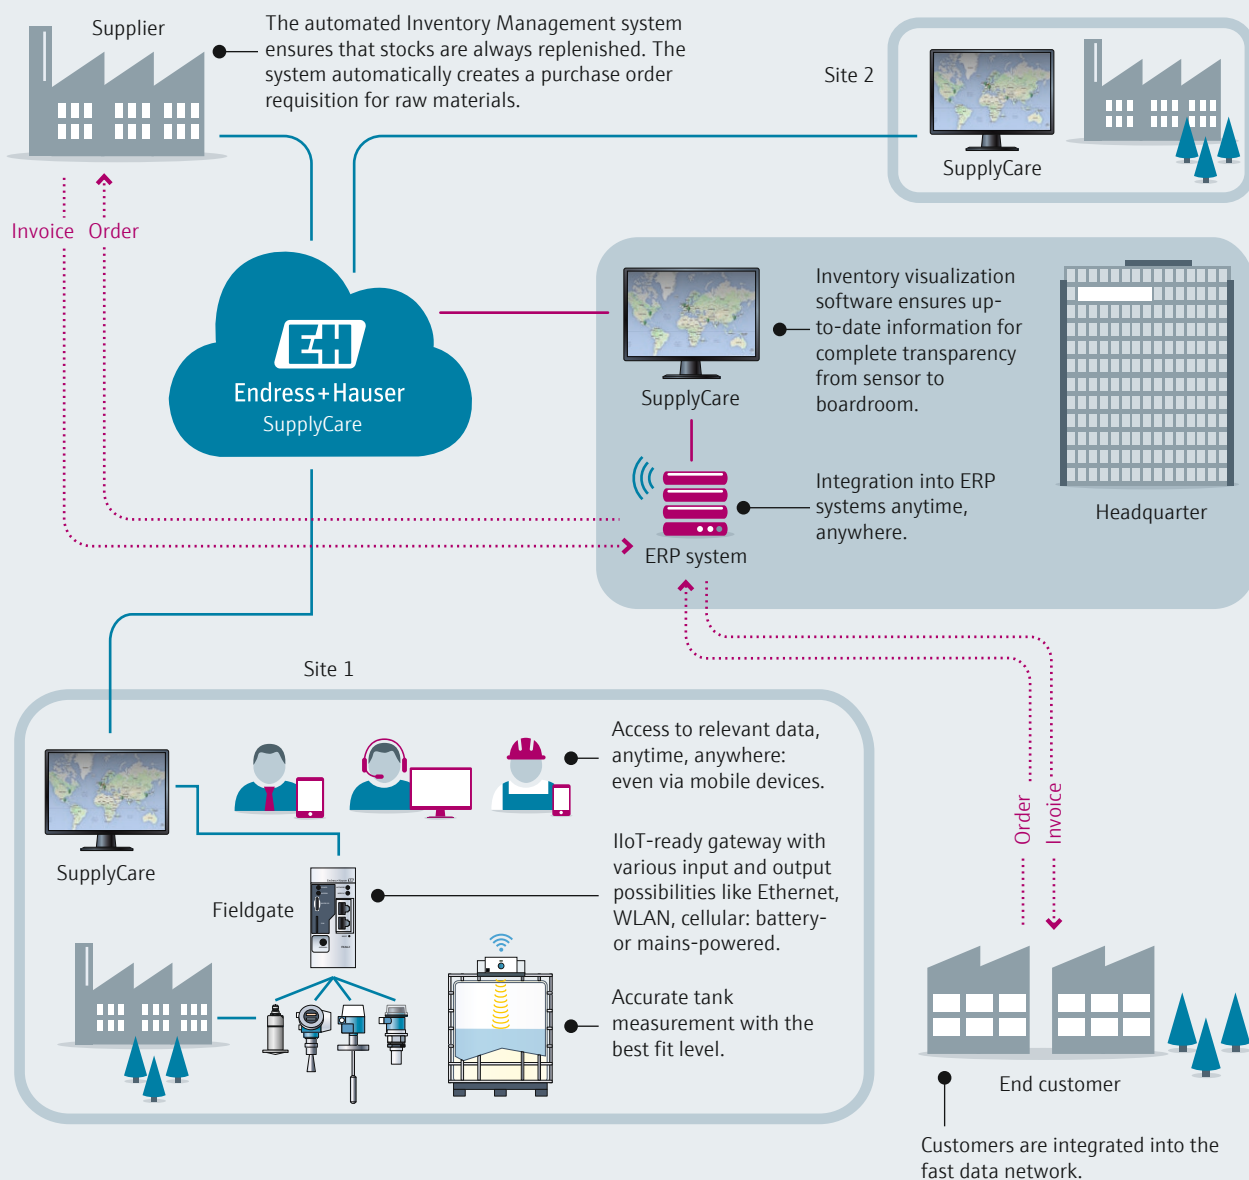 Supplier
The automated Inventory Management system
ensures that stocks are always replenished. The
system automatically creates a purchase order
requisition for raw materials.
Site 2
SupplyCare
Invoice
Order
EH
Endress+Hauser
SupplyCare
SupplyCare
Inventory visualization
software ensures up-
to-date information for
complete transparency
from sensor to
boardroom.
Headquarter
Integration into ERP
systems anytime,
anywhere.
ERP system
Site 1
SupplyCare
Access to relevant data,
anytime, anywhere:
even via mobile devices.
Fieldgate
IIoT-ready gateway with
various input and output
possibilities like Ethernet,
WLAN, cellular: battery-
or mains-powered.
Accurate tank
measurement with the
best fit level.
Order
Invoice
End customer
Customers are integrated into the
fast data network.